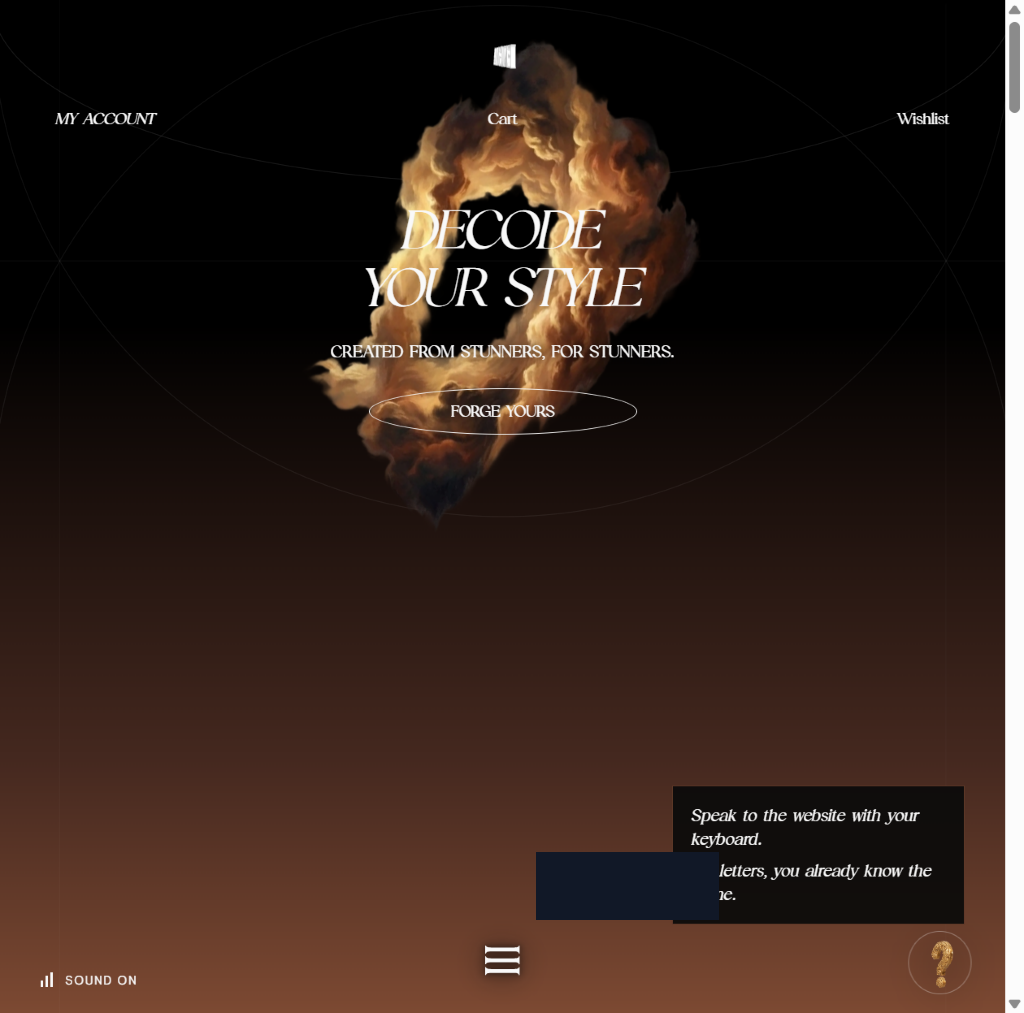 MY ACCOUNT
Cart
Wishlist
DECODE
YOUR STYLE
CREATED FROM STUNNERS, FOR STUNNERS.
FORGE YOURS
Speak to the website with your
keyboard.
letters, you already know the
SOUND ON